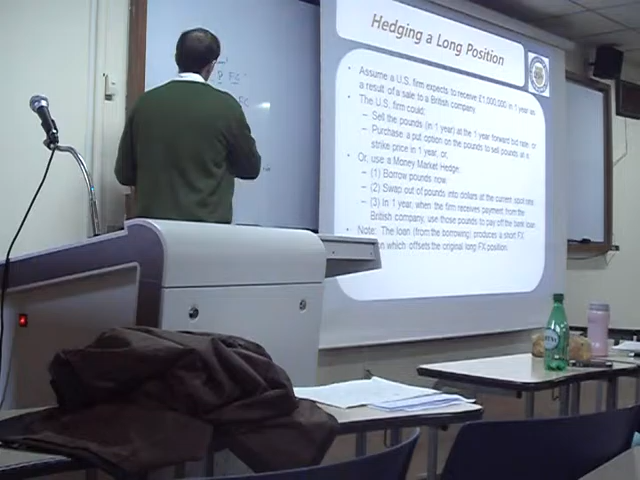 Hedging a Long Position
• Assume a U.S. firm expects to receive £1,000,000 in 1 year as
a result of a sale to a British company.
• The U.S. firm could:
– Sell the pounds (in 1 year) at the 1 year forward bid rate, or
– Purchase a put option on the pounds to sell pounds at a
strike price in 1 year, or,
• Or, use a Money Market Hedge:
– (1) Borrow pounds now
– (2) Swap out of pounds into dollars at the current spot rate
– (3) In 1 year, when the firm receives payment from the
British company, use those pounds to pay off the bank loan.
• Note: The loan (from the borrowing) produces a short FX
on which offsets the original long FX position.